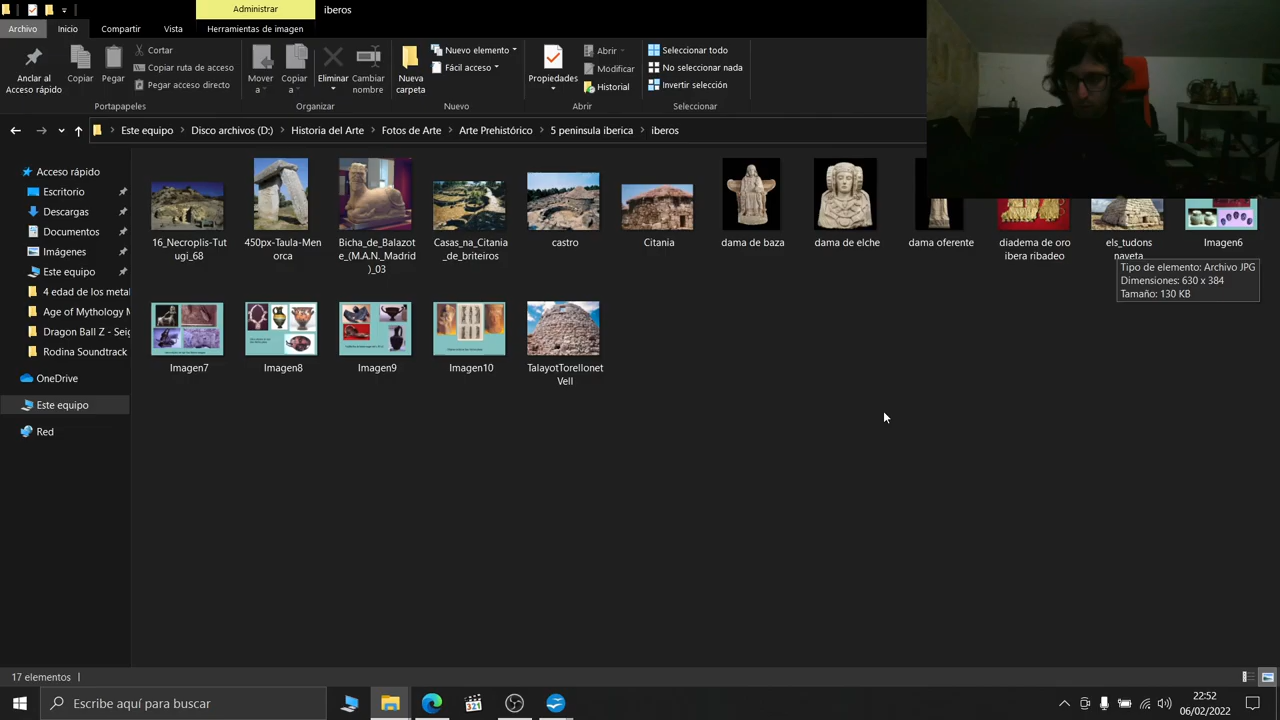 Administrar
iberos
Archivo
Inicio
Compartir
Vista
Herramientas de imagen
Anclar al
Acceso rápido
Copiar
Pegar
Cortar
Copiar ruta de acceso
Pegar acceso directo
Portapapeles
Mover
a
Copiar
a
Eliminar
Cambiar
nombre
Organizar
Nueva
carpeta
Nuevo elemento
Fácil acceso
Nuevo
Propiedades
Abrir
Modificar
Historial
Abrir
Seleccionar todo
No seleccionar nada
Invertir selección
Seleccionar
Este equipo
Disco archivos (D:)
Historia del Arte
Fotos de Arte
Arte Prehistórico
5 peninsula iberica
iberos
Acceso rápido
Escritorio
Descargas
Documentos
Imágenes
Este equipo
4 edad de los metal
Age of Mythology M
Dragon Ball Z - Seig
Rodina Soundtrack
OneDrive
Este equipo
Red
16_Necroplis-Tut
ugi_68
450px-Taula-Men
orca
Bicha_de_Balazot
e_(M.A.N._Madrid
)_03
Casas_na_Citania
_de_briteiros
castro
Citania
dama de baza
dama de elche
dama oferente
diadema de oro
ibera ribadeo
els_tudons
naveta
Imagen6
Tipo de elemento: Archivo JPG
Dimensiones: 630 x 384
Tamaño: 130 KB
Imagen7
Imagen8
Imagen9
Imagen10
TalayotTorellonet
Vell
17 elementos
Escribe aquí para buscar
321
22:52
06/02/2022